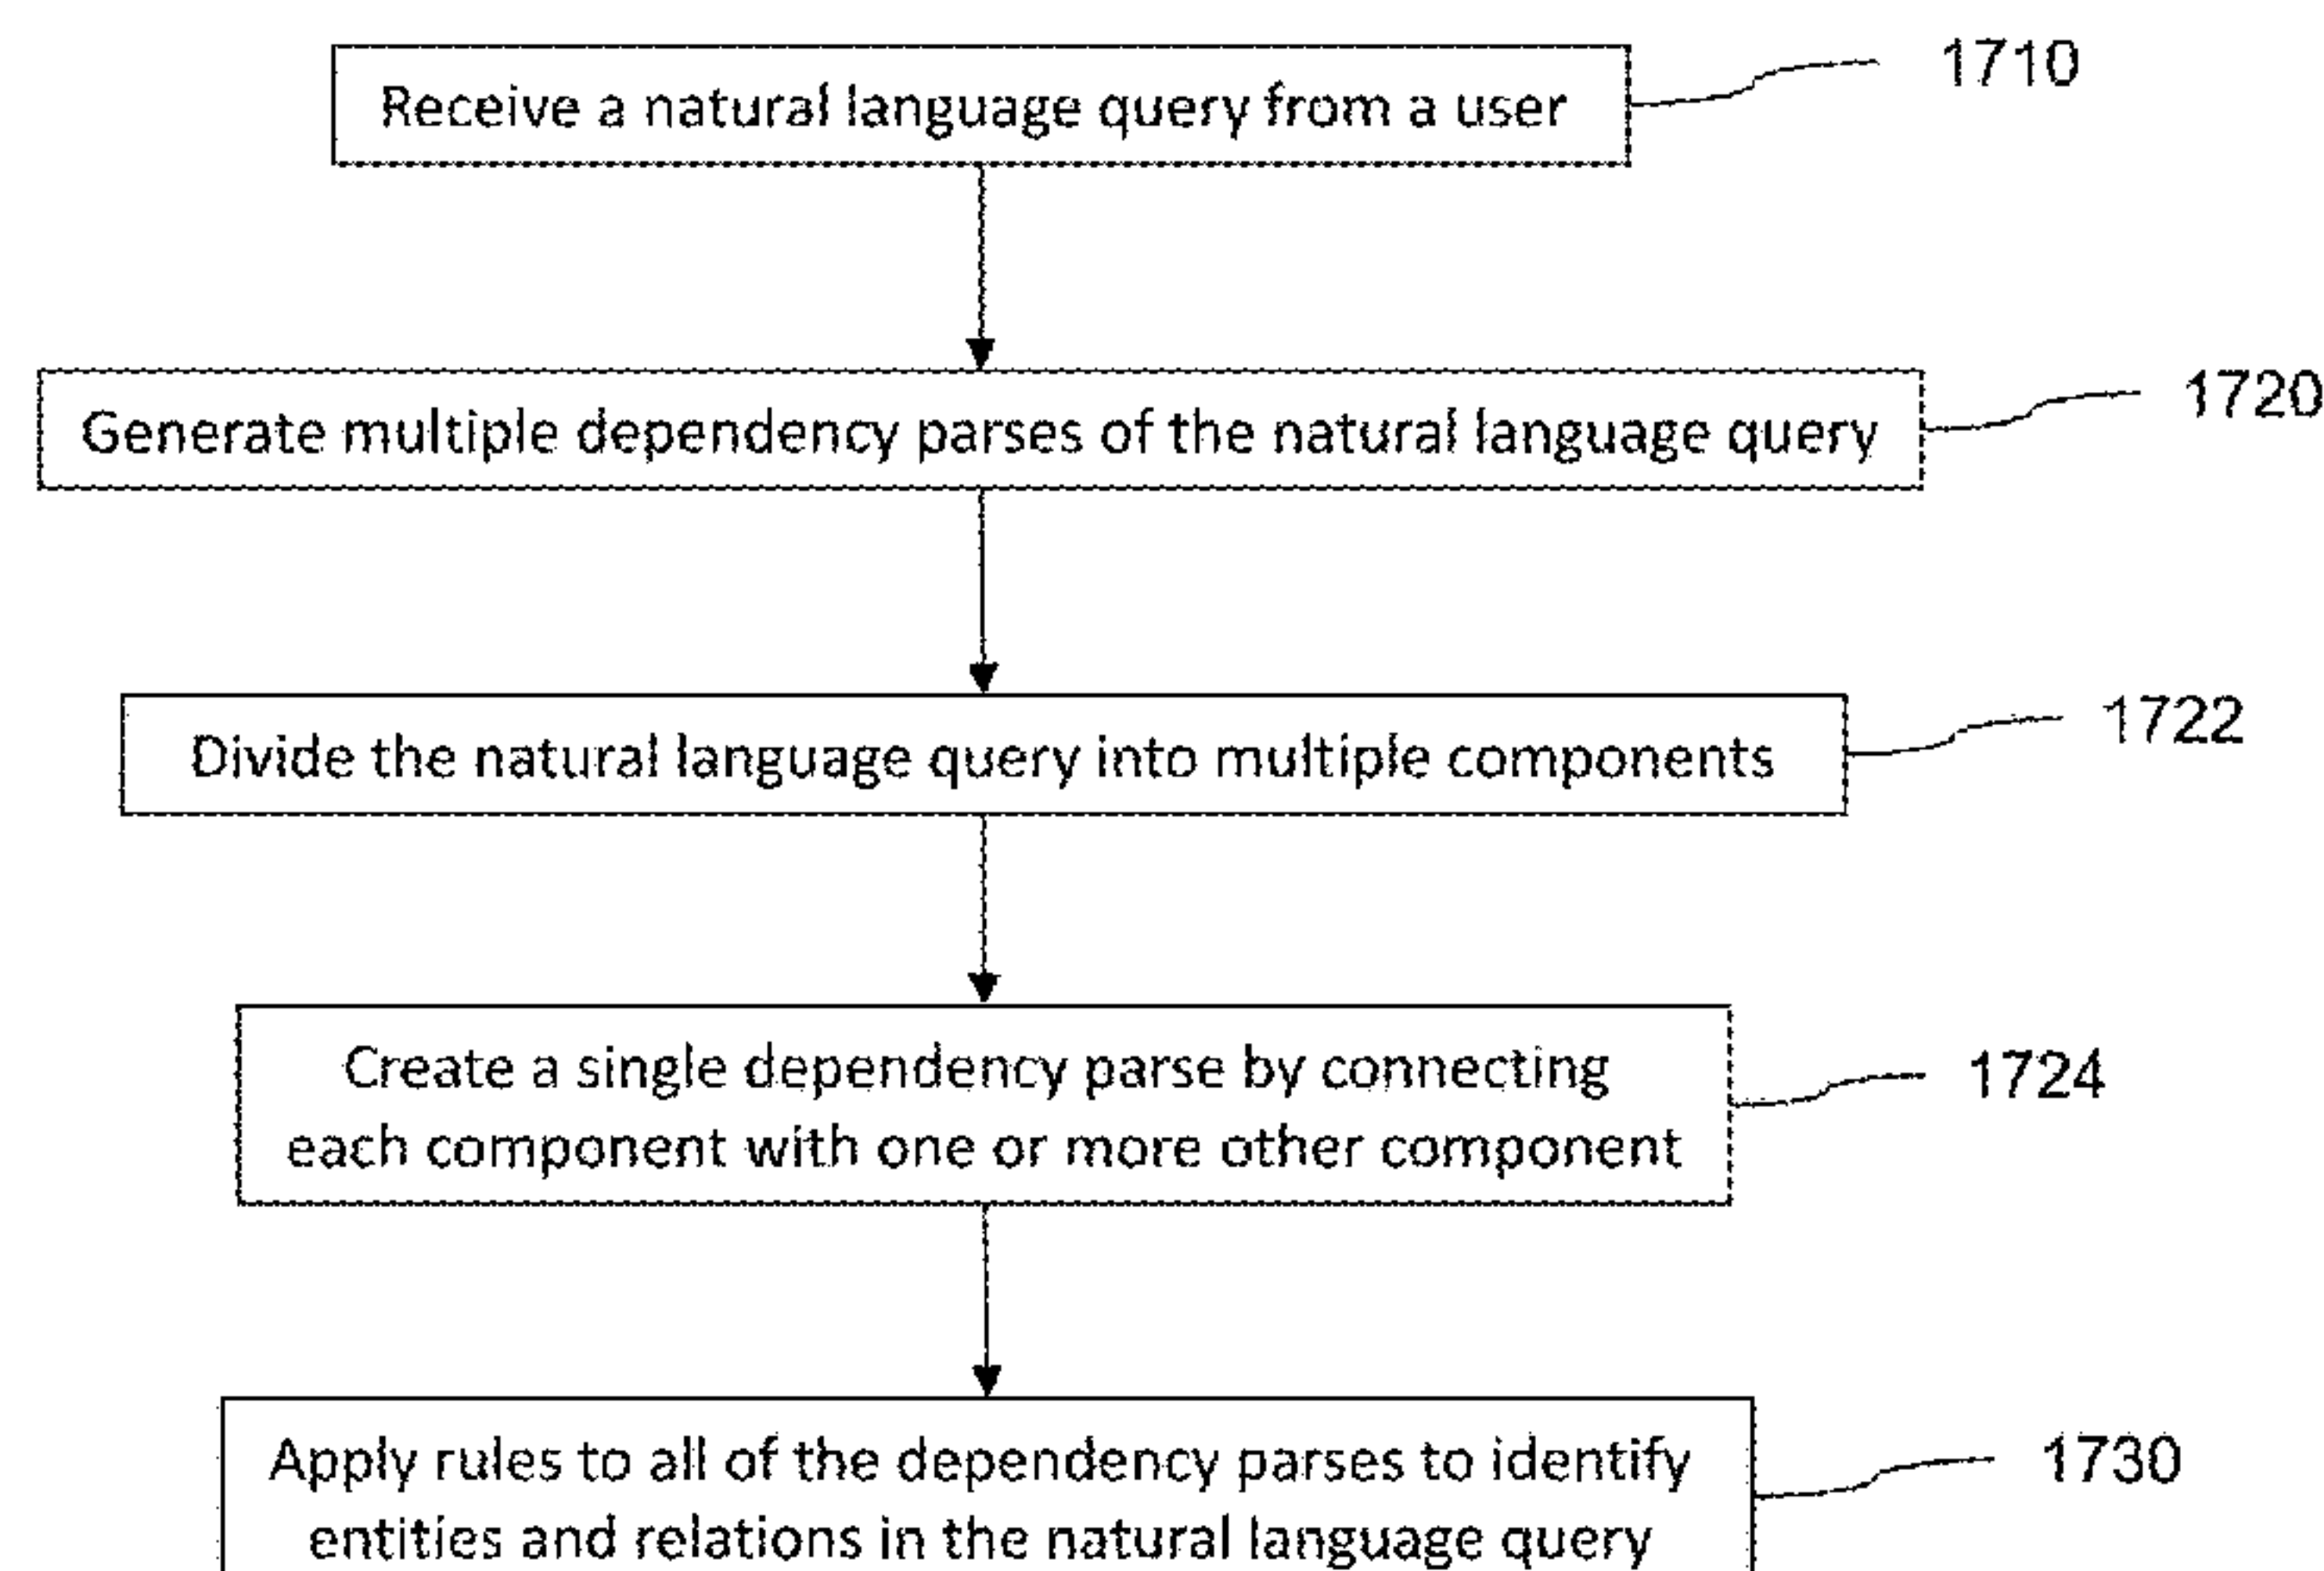 Receive a natural language query from a user
1710
Generate multiple dependency parses of the natural language query
1720
Divide the natural language query into multiple components
1722
Create a single dependency parse by connecting
each component with one or more other component
1724
Apply rules to all of the dependency parses to identify
entities and relations in the natural language query
1730